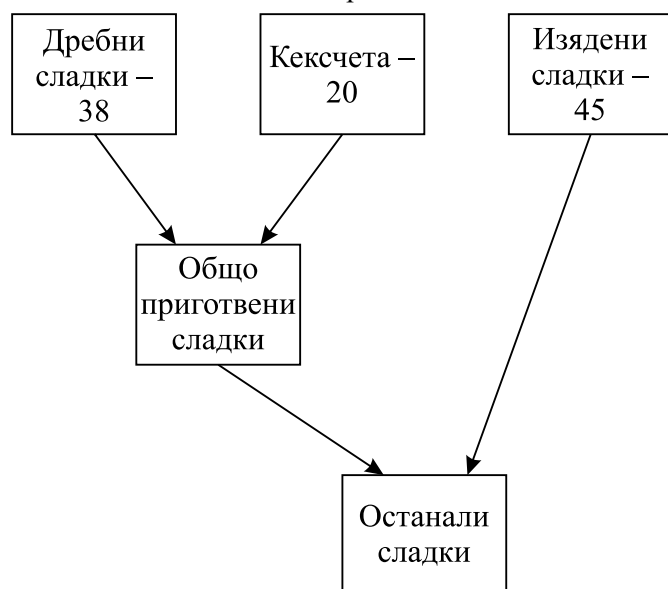 Дребни
сладки –
38
Кексчета –
20
Изядени
сладки –
45
Общо
приготвени
сладки
Останали
сладки